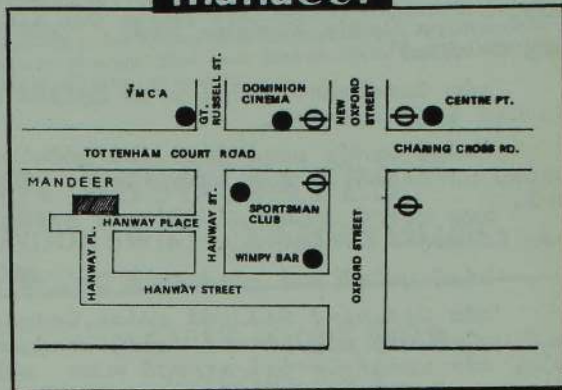 mandeer
YMCA
GT.
RUSSELL ST.
DOMINION
CINEMA
NEW
OXFORD
STREET
CENTRE PT.
TOTTENHAM COURT ROAD
CHARING CROSS RD.
MANDEER
HANWAY PLACE
HANWAY PL.
HANWAY ST.
SPORTSMAN
CLUB
WIMPY BAR
OXFORD STREET
HANWAY STREET